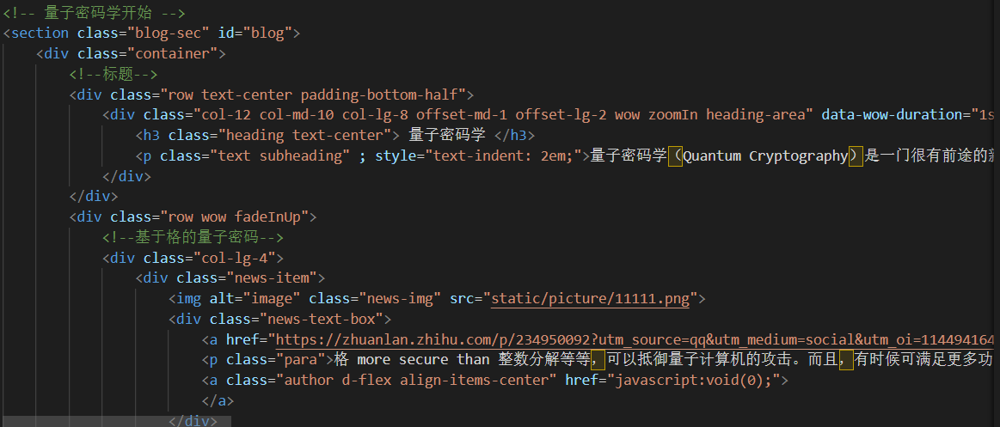 <!-- 量子密码学开始 -->
<section class="blog-sec" id="blog">
<div class="container">
<!--标题-->
<div class="row text-center padding-bottom-half">
<div class="col-12 col-md-10 col-lg-8 offset-md-1 offset-lg-2 wow zoomIn heading-area" data-wow-duration="1s
<h3 class="heading text-center"> 量子密码学 </h3>
<p class="text subheading" ; style="text-indent: 2em;">量子密码学（Quantum Cryptography）是一门很有前途的新
</div>
</div>
<div class="row wow fadeInUp">
<!--基于格的量子密码-->
<div class="col-lg-4">
<div class="news-item">
<img alt="image" class="news-img" src="static/picture/11111.png">
<div class="news-text-box">
<a href="https://zhuanlan.zhihu.com/p/234950092?utm_source=qq&utm_medium=social&utm_oi=114494164
<p class="para">格 more secure than 整数分解等等，可以抵御量子计算机的攻击。而且，有时候可满足更多功
<a class="author d-flex align-items-center" href="javascript:void(0);">
</a>
</div>